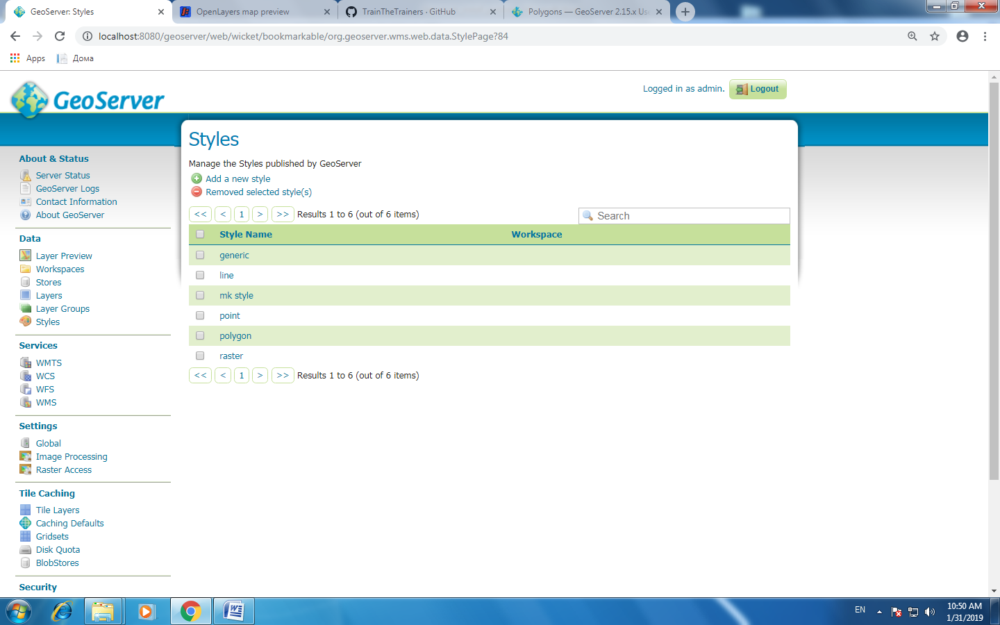 GeoServer: Styles
OpenLayers map preview
TrainTheTrainers · GitHub
Polygons — GeoServer 2.15.x Us
localhost:8080/geoserver/web/wicket/bookmarkable/org.geoserver.wms.web.data.StylePage?84
Apps
Дома
GeoServer
Logged in as admin.
Logout
About & Status
Server Status
GeoServer Logs
Contact Information
About GeoServer
Data
Layer Preview
Workspaces
Stores
Layers
Layer Groups
Styles
Services
WMTS
WCS
WFS
WMS
Settings
Global
Image Processing
Raster Access
Tile Caching
Tile Layers
Caching Defaults
Gridsets
Disk Quota
BlobStores
Security
Styles
Manage the Styles published by GeoServer
Add a new style
Removed selected style(s)
<< < 1 > >> Results 1 to 6 (out of 6 items)
Search
Style Name Workspace
generic
line
mk style
point
polygon
raster
<< < 1 > >> Results 1 to 6 (out of 6 items)
EN
10:50 AM
1/31/2019